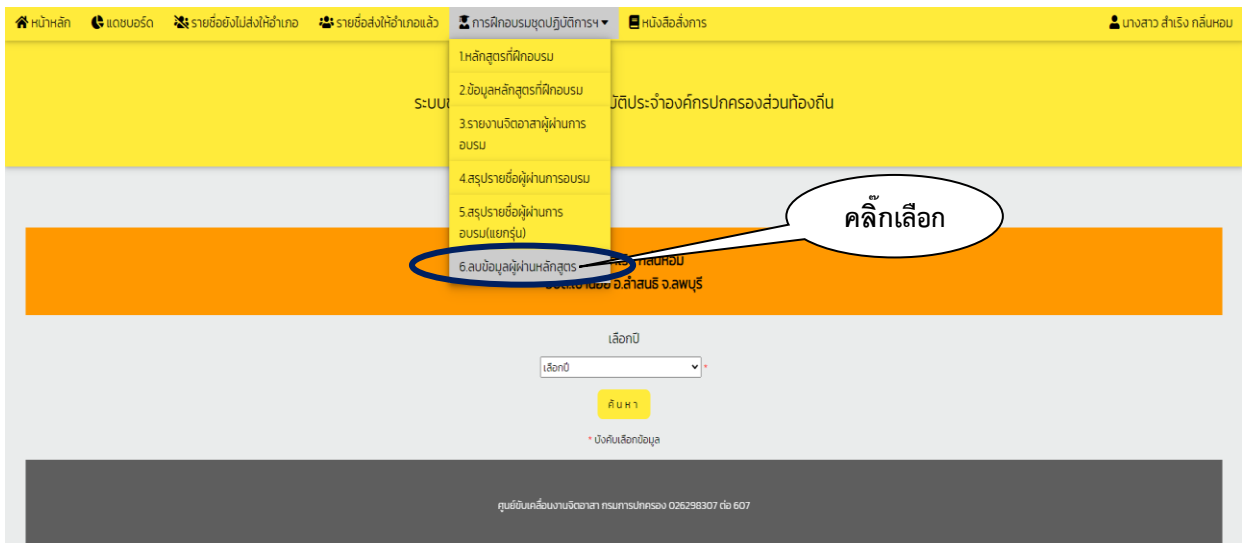 หน้าหลัก แดชบอร์ด รายชื่อยังไม่ส่งให้อำเภอ รายชื่อส่งให้อำเภอแล้ว การฝึกอบรมชุดปฏิบัติการฯ หนังสือสั่งการ นางสาว สำเริง กลิ่นหอม
1.หลักสูตรที่ฝึกอบรม
2.ข้อมูลหลักสูตรที่ฝึกอบรม
ระบบ บัติประจำองค์กรปกครองส่วนท้องถิ่น
3.รายงานจิตอาสาผู้ผ่านการ
อบรม
4.สรุปรายชื่อผู้ผ่านการอบรม
5.สรุปรายชื่อผู้ผ่านการ
อบรม(แยกรุ่น)
คลิ๊กเลือก
6.ลบข้อมูลผู้ผ่านหลักสูตร
กลิ่นหอม
อ.ลำสนธิ จ.ลพบุรี
เลือกปี
เลือกปี *
ค้นหา
* บังคับเลือกข้อมูล
ศูนย์ขับเคลื่อนงานจิตอาสา กรมการปกครอง 026298307 ต่อ 607